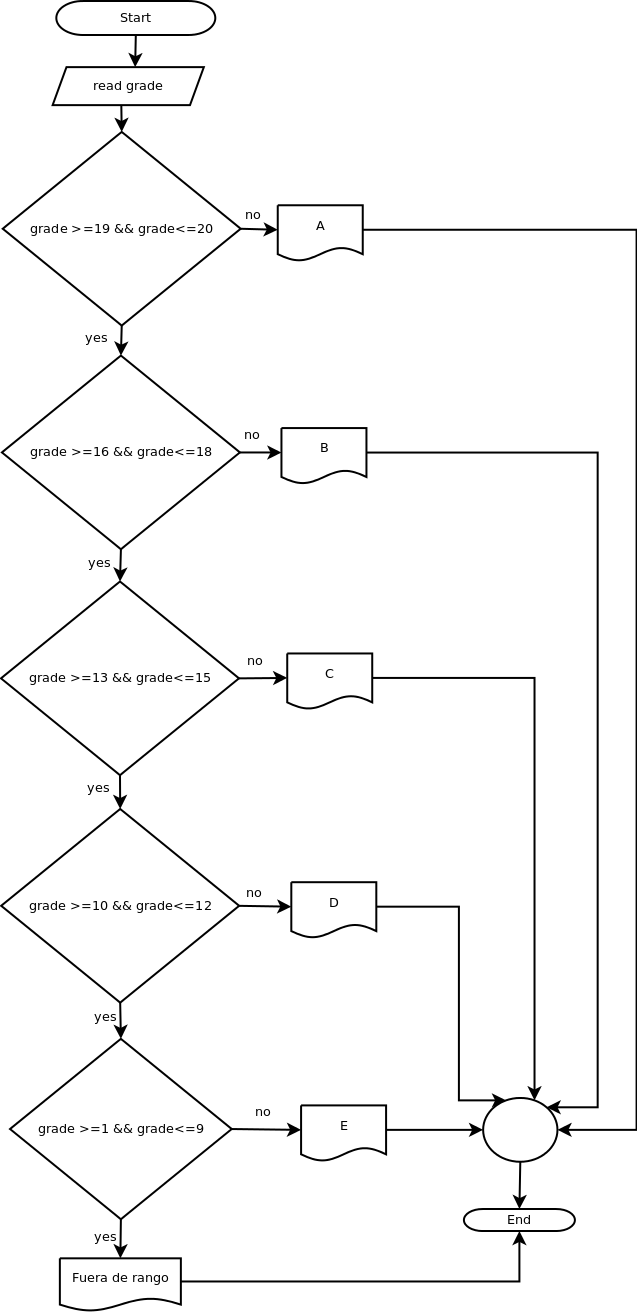 Start
read grade
grade >=19 && grade<=20
no
A
yes
grade >=16 && grade<=18
no
B
yes
grade >=13 && grade<=15
no
C
yes
grade >=10 && grade<=12
no
D
yes
grade >=1 && grade<=9
no
E
yes
End
Fuera de rango